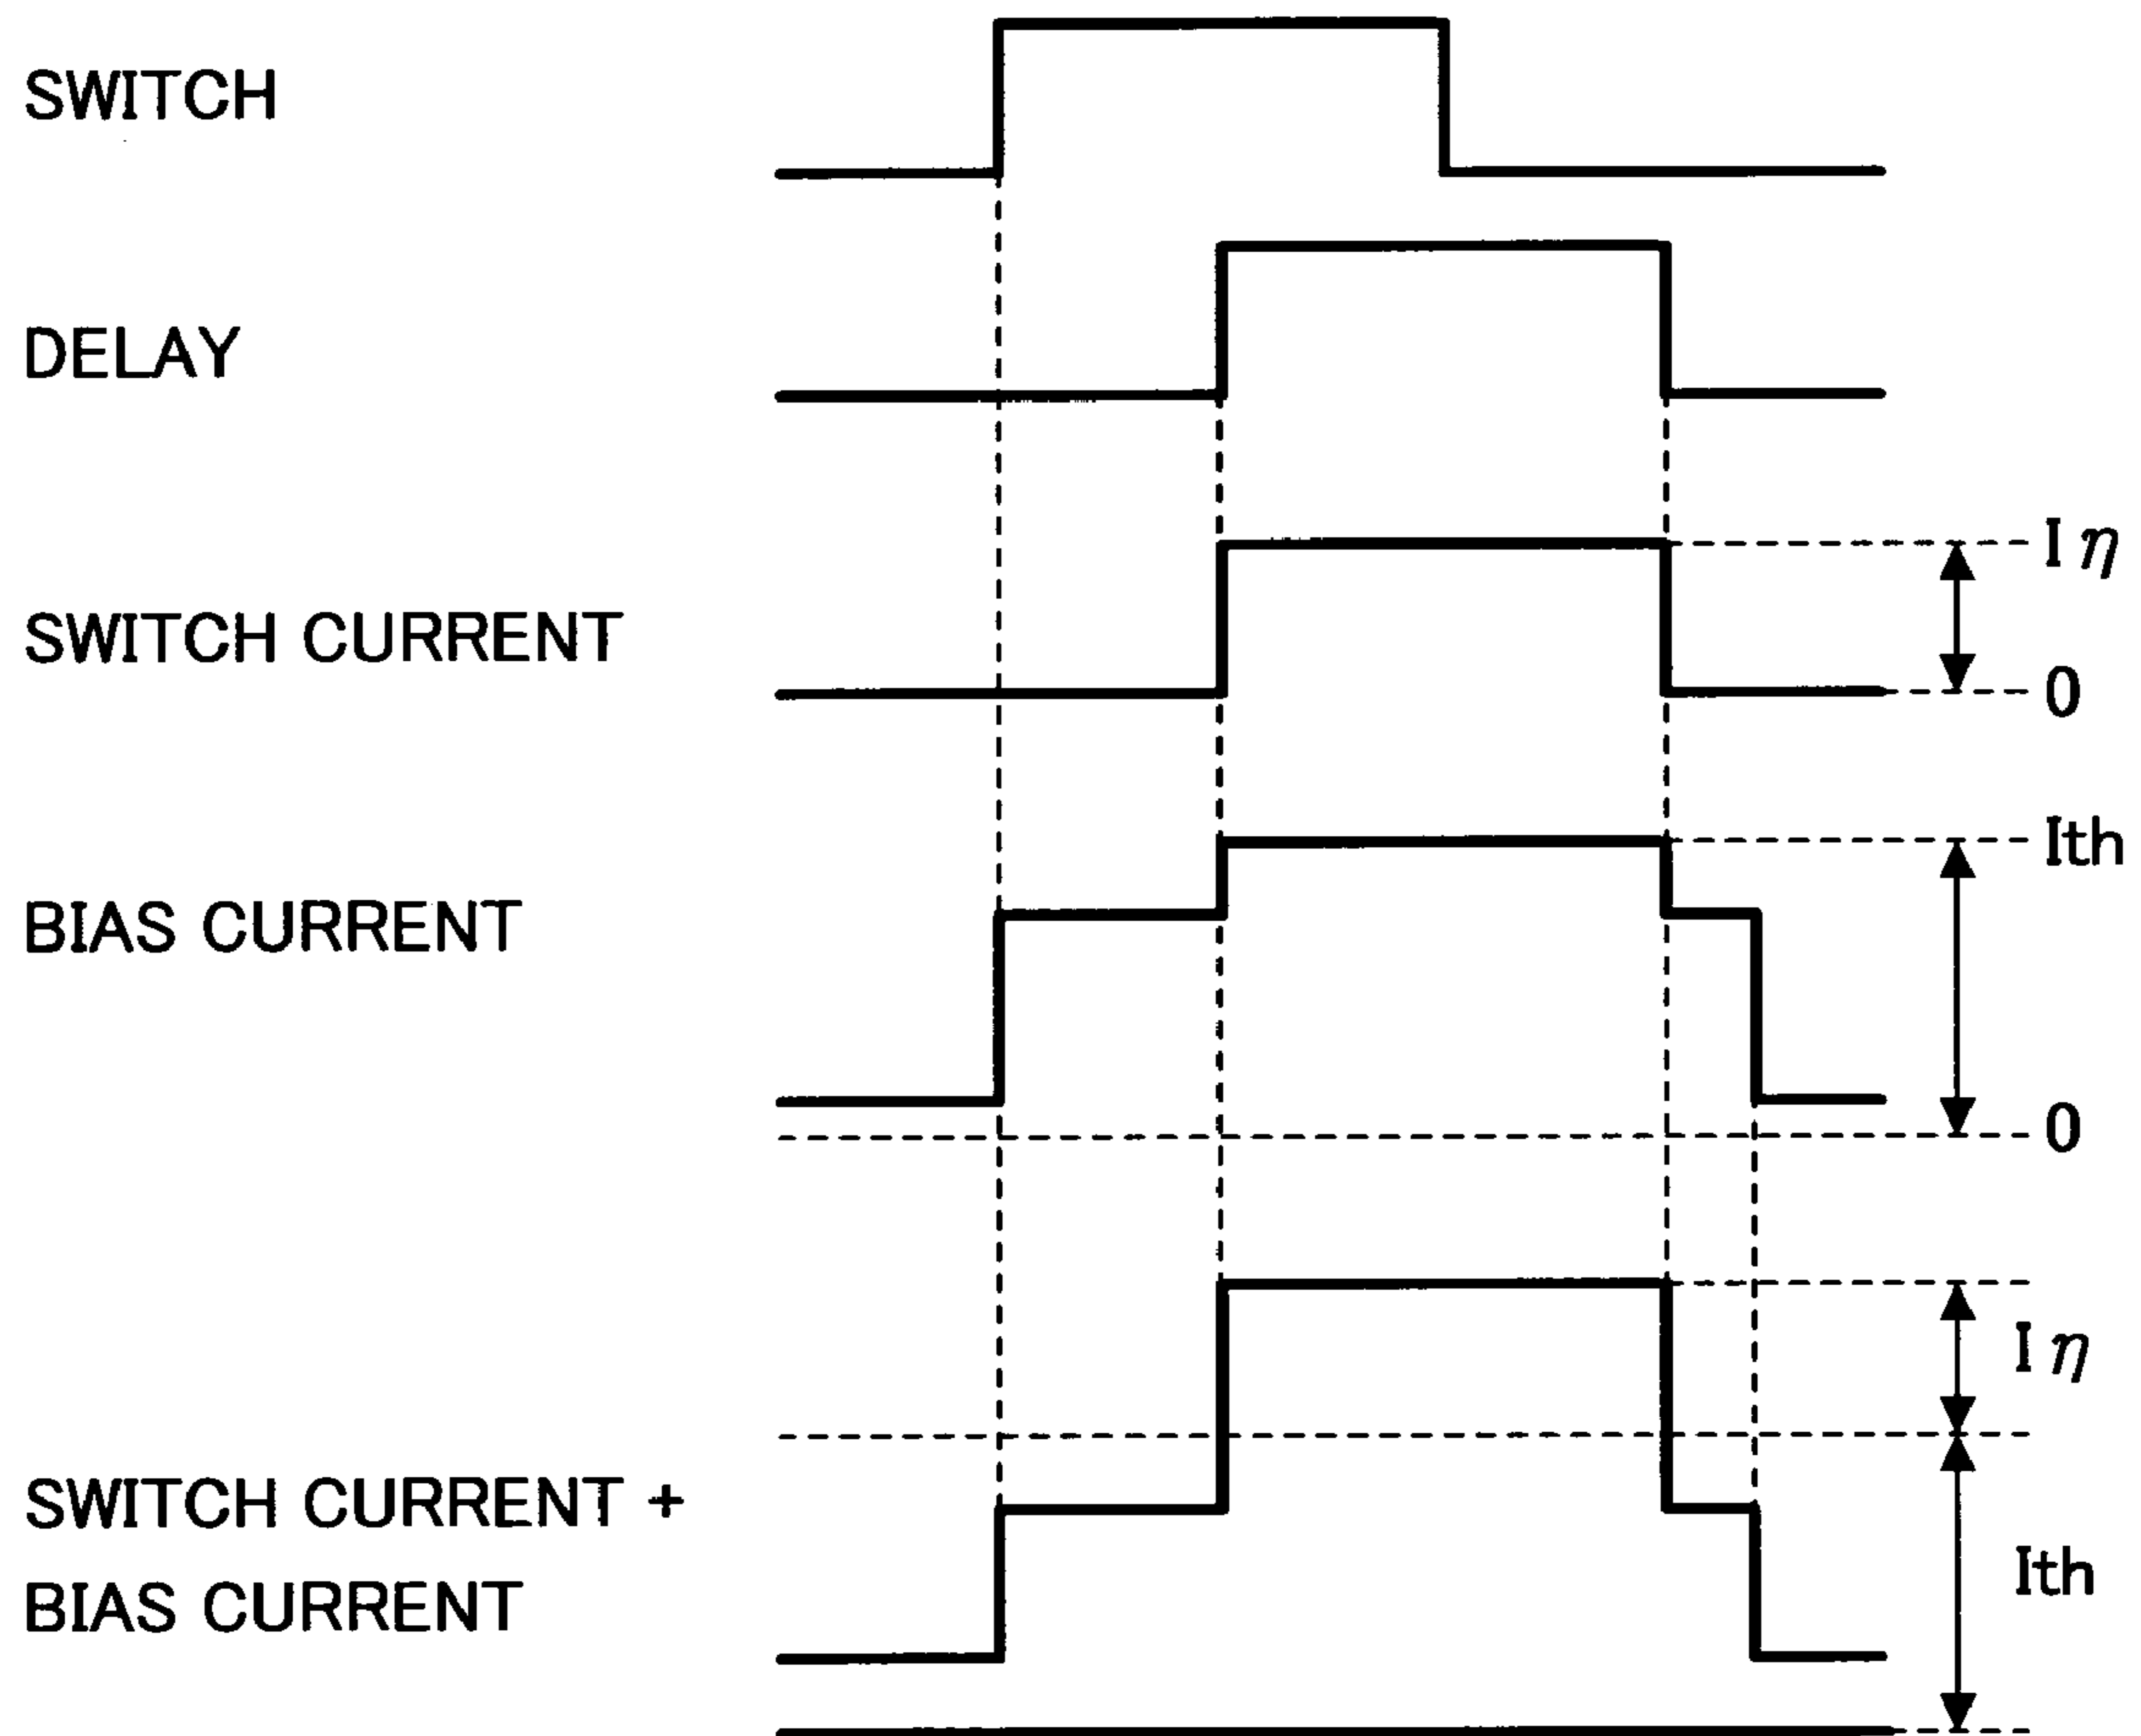 SWITCH
DELAY
I η
SWITCH CURRENT
0
Ith
BIAS CURRENT
0
I η
SWITCH CURRENT +
Ith
BIAS CURRENT